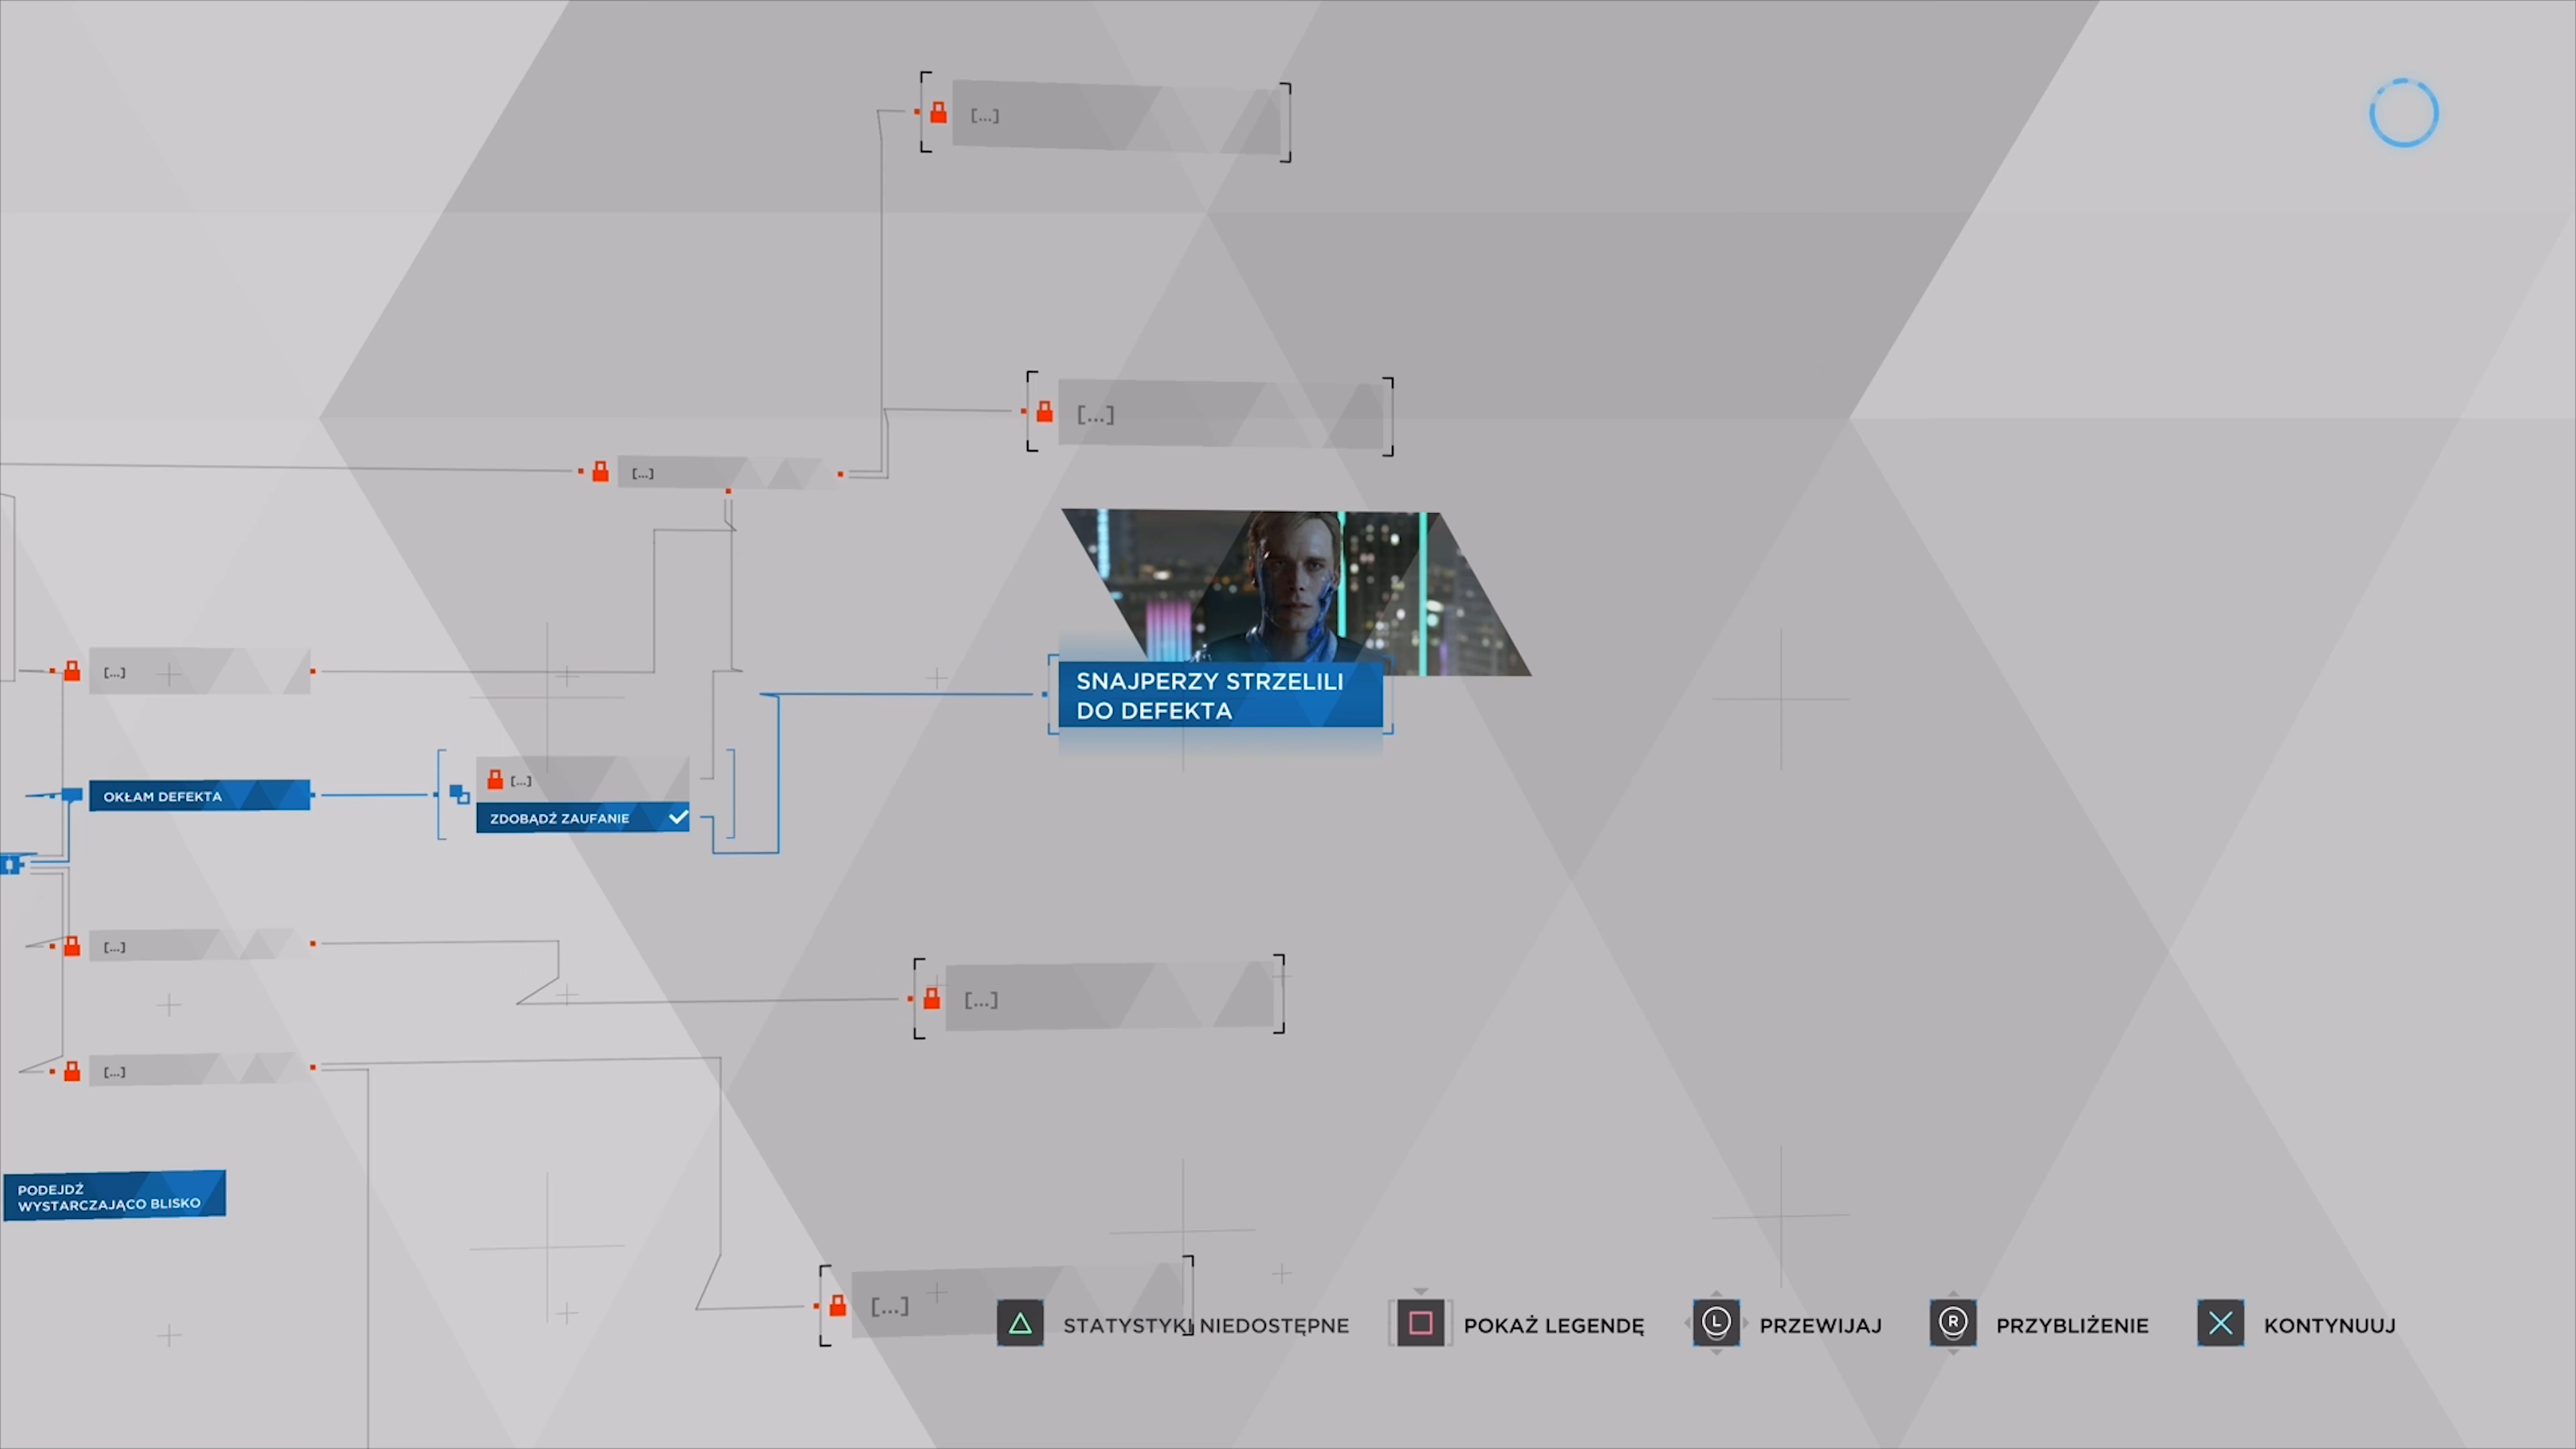 [...]
[...]
[...]
SNAJPERZY STRZELILI
DO DEFEKTA
[...]
[...]
OKŁAM DEFEKTA
ZDOBĄDŹ ZAUFANIE
[...]
[...]
[...]
PODEJDŹ
WYSTARCZAJĄCO BLISKO
[...]
STATYSTYKI NIEDOSTĘPNE
POKAŻ LEGENDĘ
L
PRZEWIJAJ
R
PRZYBLIŻENIE
KONTYNUUJ